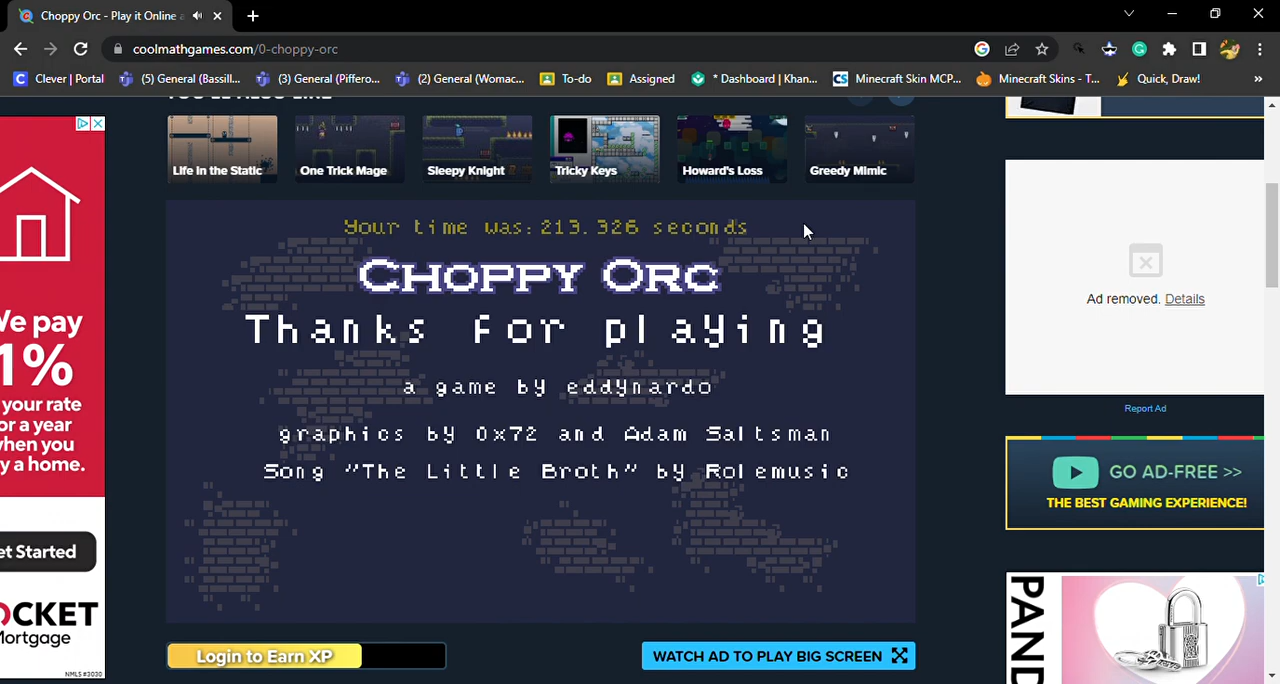 Choppy Orc - Play it Online
coolmathgames.com/0-choppy-orc
Clever | Portal
(5) General (Bassill...
(3) General (Piffero...
(2) General (Womac...
To-do
Assigned
* Dashboard | Khan...
Minecraft Skin MCP...
Minecraft Skins - T...
Quick, Draw!
»
Life in the Static
One Trick Mage
Sleepy Knight
Tricky Keys
Howard's Loss
Greedy Mimic
Your time was:213.326 seconds
Choppy Orc
Thanks for playing
a game by eddynardo
graphics by 0x72 and Adam Saltsman
Song "The Little Broth" by Rolemusic
Login to Earn XP
WATCH AD TO PLAY BIG SCREEN
We pay
1%
your rate
or a year
when you
y a home.
et Started
OCKET
Mortgage
NMLS #3030
Ad removed. Details
Report Ad
GO AD-FREE >>
THE BEST GAMING EXPERIENCE!
PAND